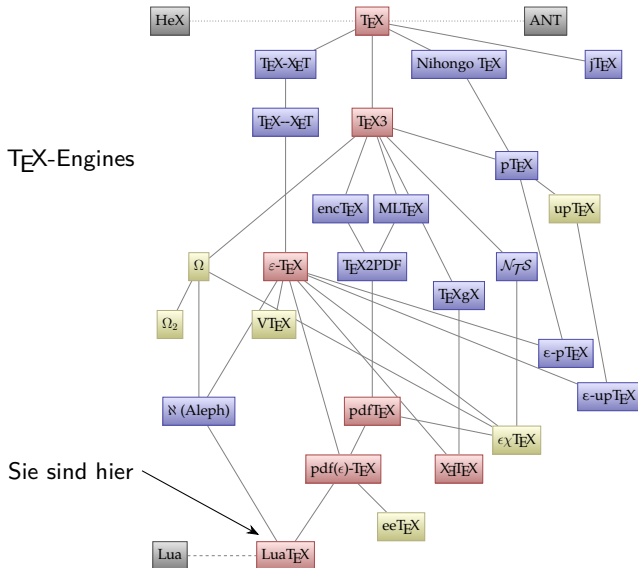 HeX
TEX
ANT
TEX-XET
Nihongo TEX
jTEX
TEX--XET
TEX3
TEX-Engines
pTEX
encTEX
MLTEX
upTEX
Ω
ε-TEX
TEX2PDF
NTS
TEXgX
Ω2
VTEX
ε-pTEX
ε-upTEX
ℵ (Aleph)
pdfTEX
ϵχTEX
Sie sind hier
pdf(ϵ)-TEX
XƎTEX
eeTEX
Lua
LuaTEX